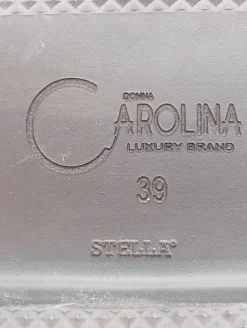 DONNA
CAROLINA
LUXURY BRAND
39
STELLA®